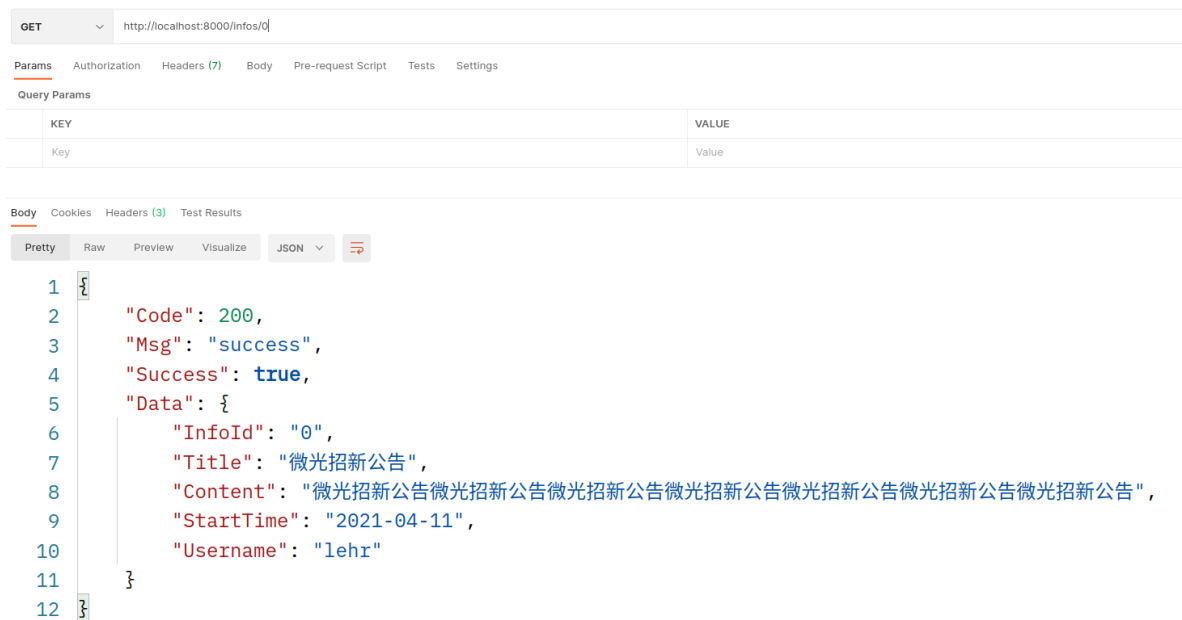 GET http://localhost:8000/infos/0
Params Authorization Headers (7) Body Pre-request Script Tests Settings
Query Params
KEY VALUE
Key Value
Body Cookies Headers (3) Test Results
Pretty Raw Preview Visualize JSON
1 {
2 "Code": 200,
3 "Msg": "success",
4 "Success": true,
5 "Data": {
6 "InfoId": "0",
7 "Title": "微光招新公告",
8 "Content": "微光招新公告微光招新公告微光招新公告微光招新公告微光招新公告微光招新公告微光招新公告",
9 "StartTime": "2021-04-11",
10 "Username": "lehr"
11 }
12 }